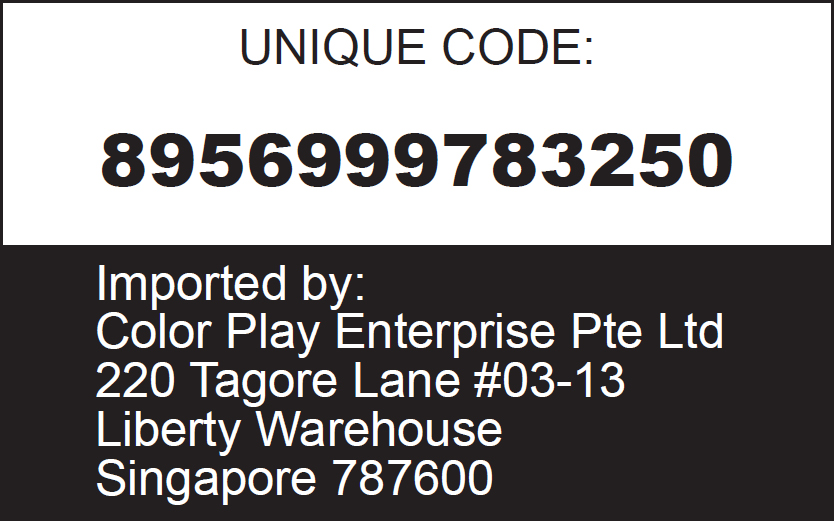 UNIQUE CODE:
8956999783250
Imported by:
Color Play Enterprise Pte Ltd
220 Tagore Lane #03-13
Liberty Warehouse
Singapore 787600